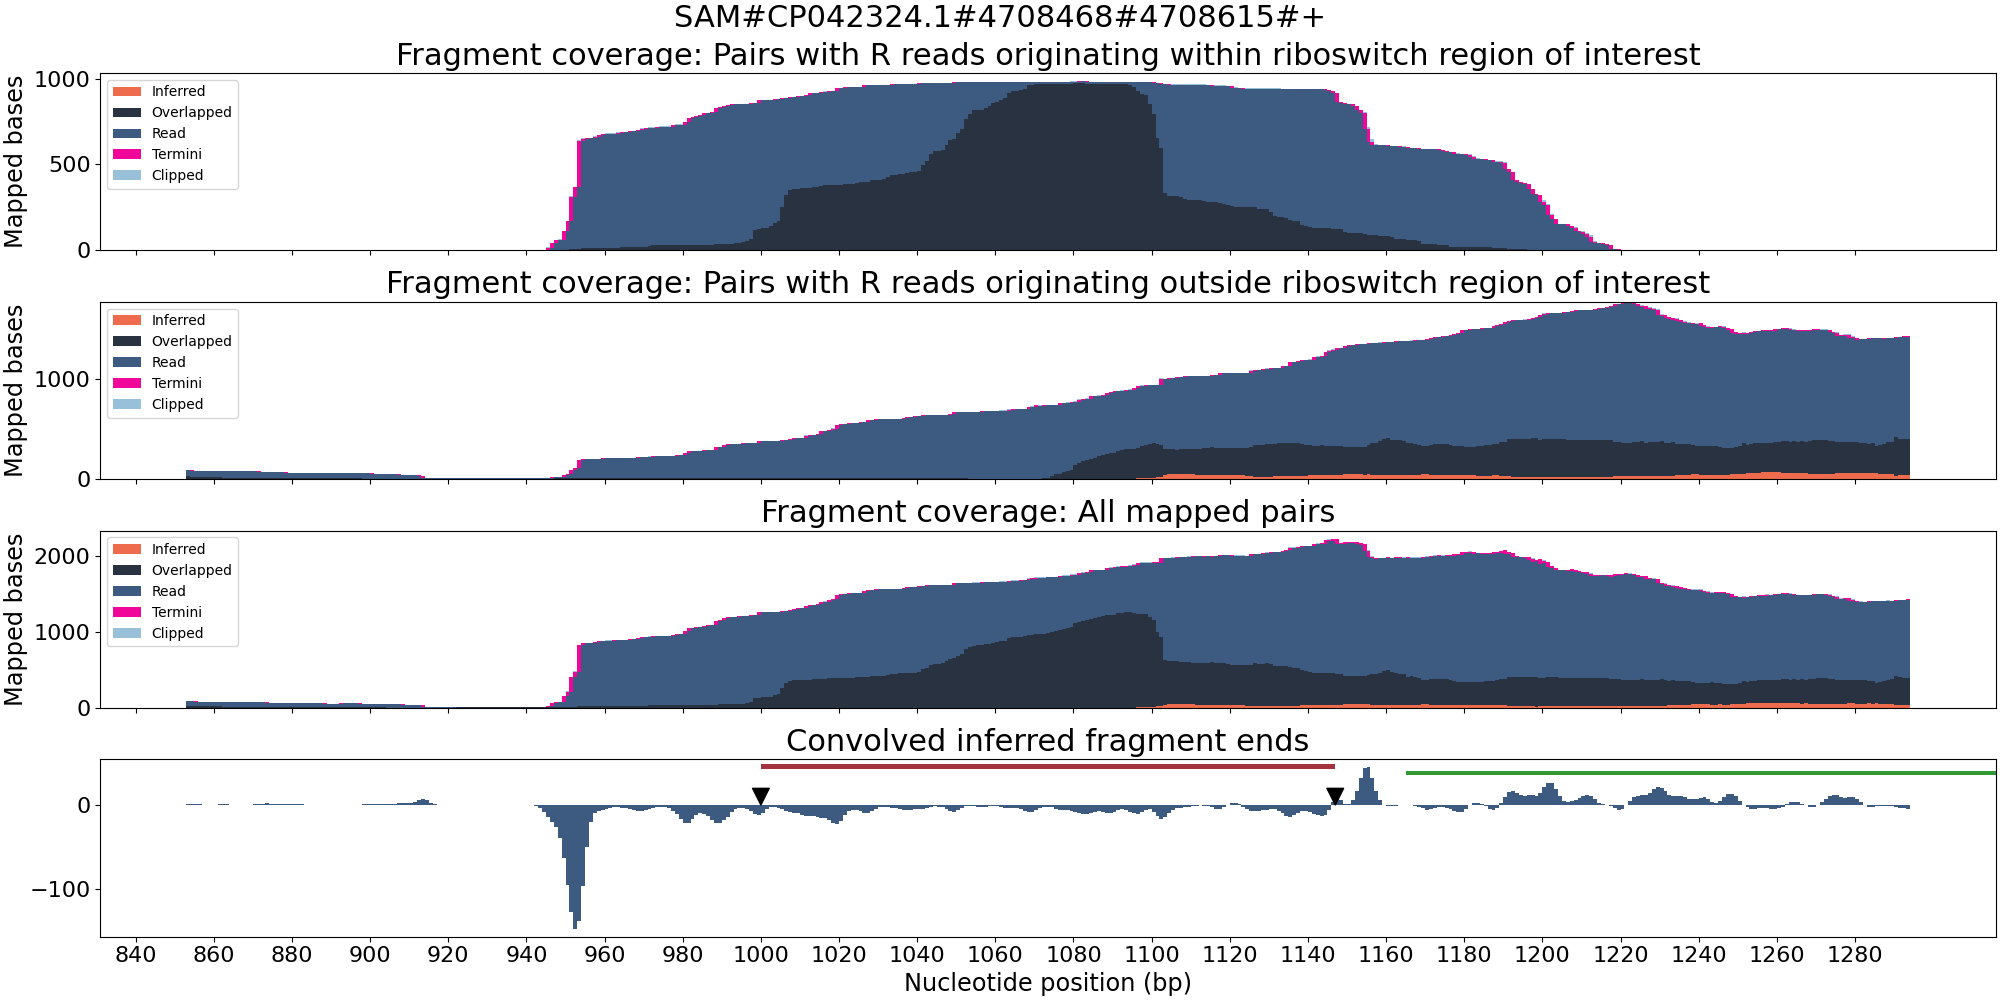 SAM#CP042324.1#4708468#4708615#+
Fragment coverage: Pairs with R reads originating within riboswitch region of interest
Mapped bases
1000
500
0
Inferred
Overlapped
Read
Termini
Clipped
Fragment coverage: Pairs with R reads originating outside riboswitch region of interest
Mapped bases
1000
0
Inferred
Overlapped
Read
Termini
Clipped
Fragment coverage: All mapped pairs
Mapped bases
2000
1000
0
Inferred
Overlapped
Read
Termini
Clipped
Convolved inferred fragment ends
0
−100
840 860 880 900 920 940 960 980 1000 1020 1040 1060 1080 1100 1120 1140 1160 1180 1200 1220 1240 1260 1280
Nucleotide position (bp)